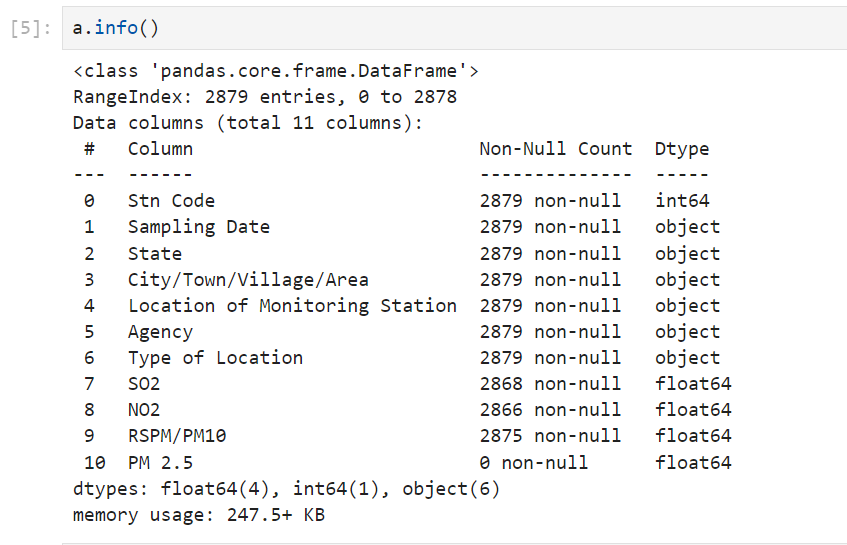 [5]: a.info()
<class 'pandas.core.frame.DataFrame'>
RangeIndex: 2879 entries, 0 to 2878
Data columns (total 11 columns):
 #   Column                          Non-Null Count  Dtype
---  ------                          --------------  -----
 0   Stn Code                        2879 non-null   int64
 1   Sampling Date                   2879 non-null   object
 2   State                           2879 non-null   object
 3   City/Town/Village/Area          2879 non-null   object
 4   Location of Monitoring Station  2879 non-null   object
 5   Agency                          2879 non-null   object
 6   Type of Location                2879 non-null   object
 7   SO2                             2868 non-null   float64
 8   NO2                             2866 non-null   float64
 9   RSPM/PM10                       2875 non-null   float64
 10  PM 2.5                          0 non-null      float64
dtypes: float64(4), int64(1), object(6)
memory usage: 247.5+ KB